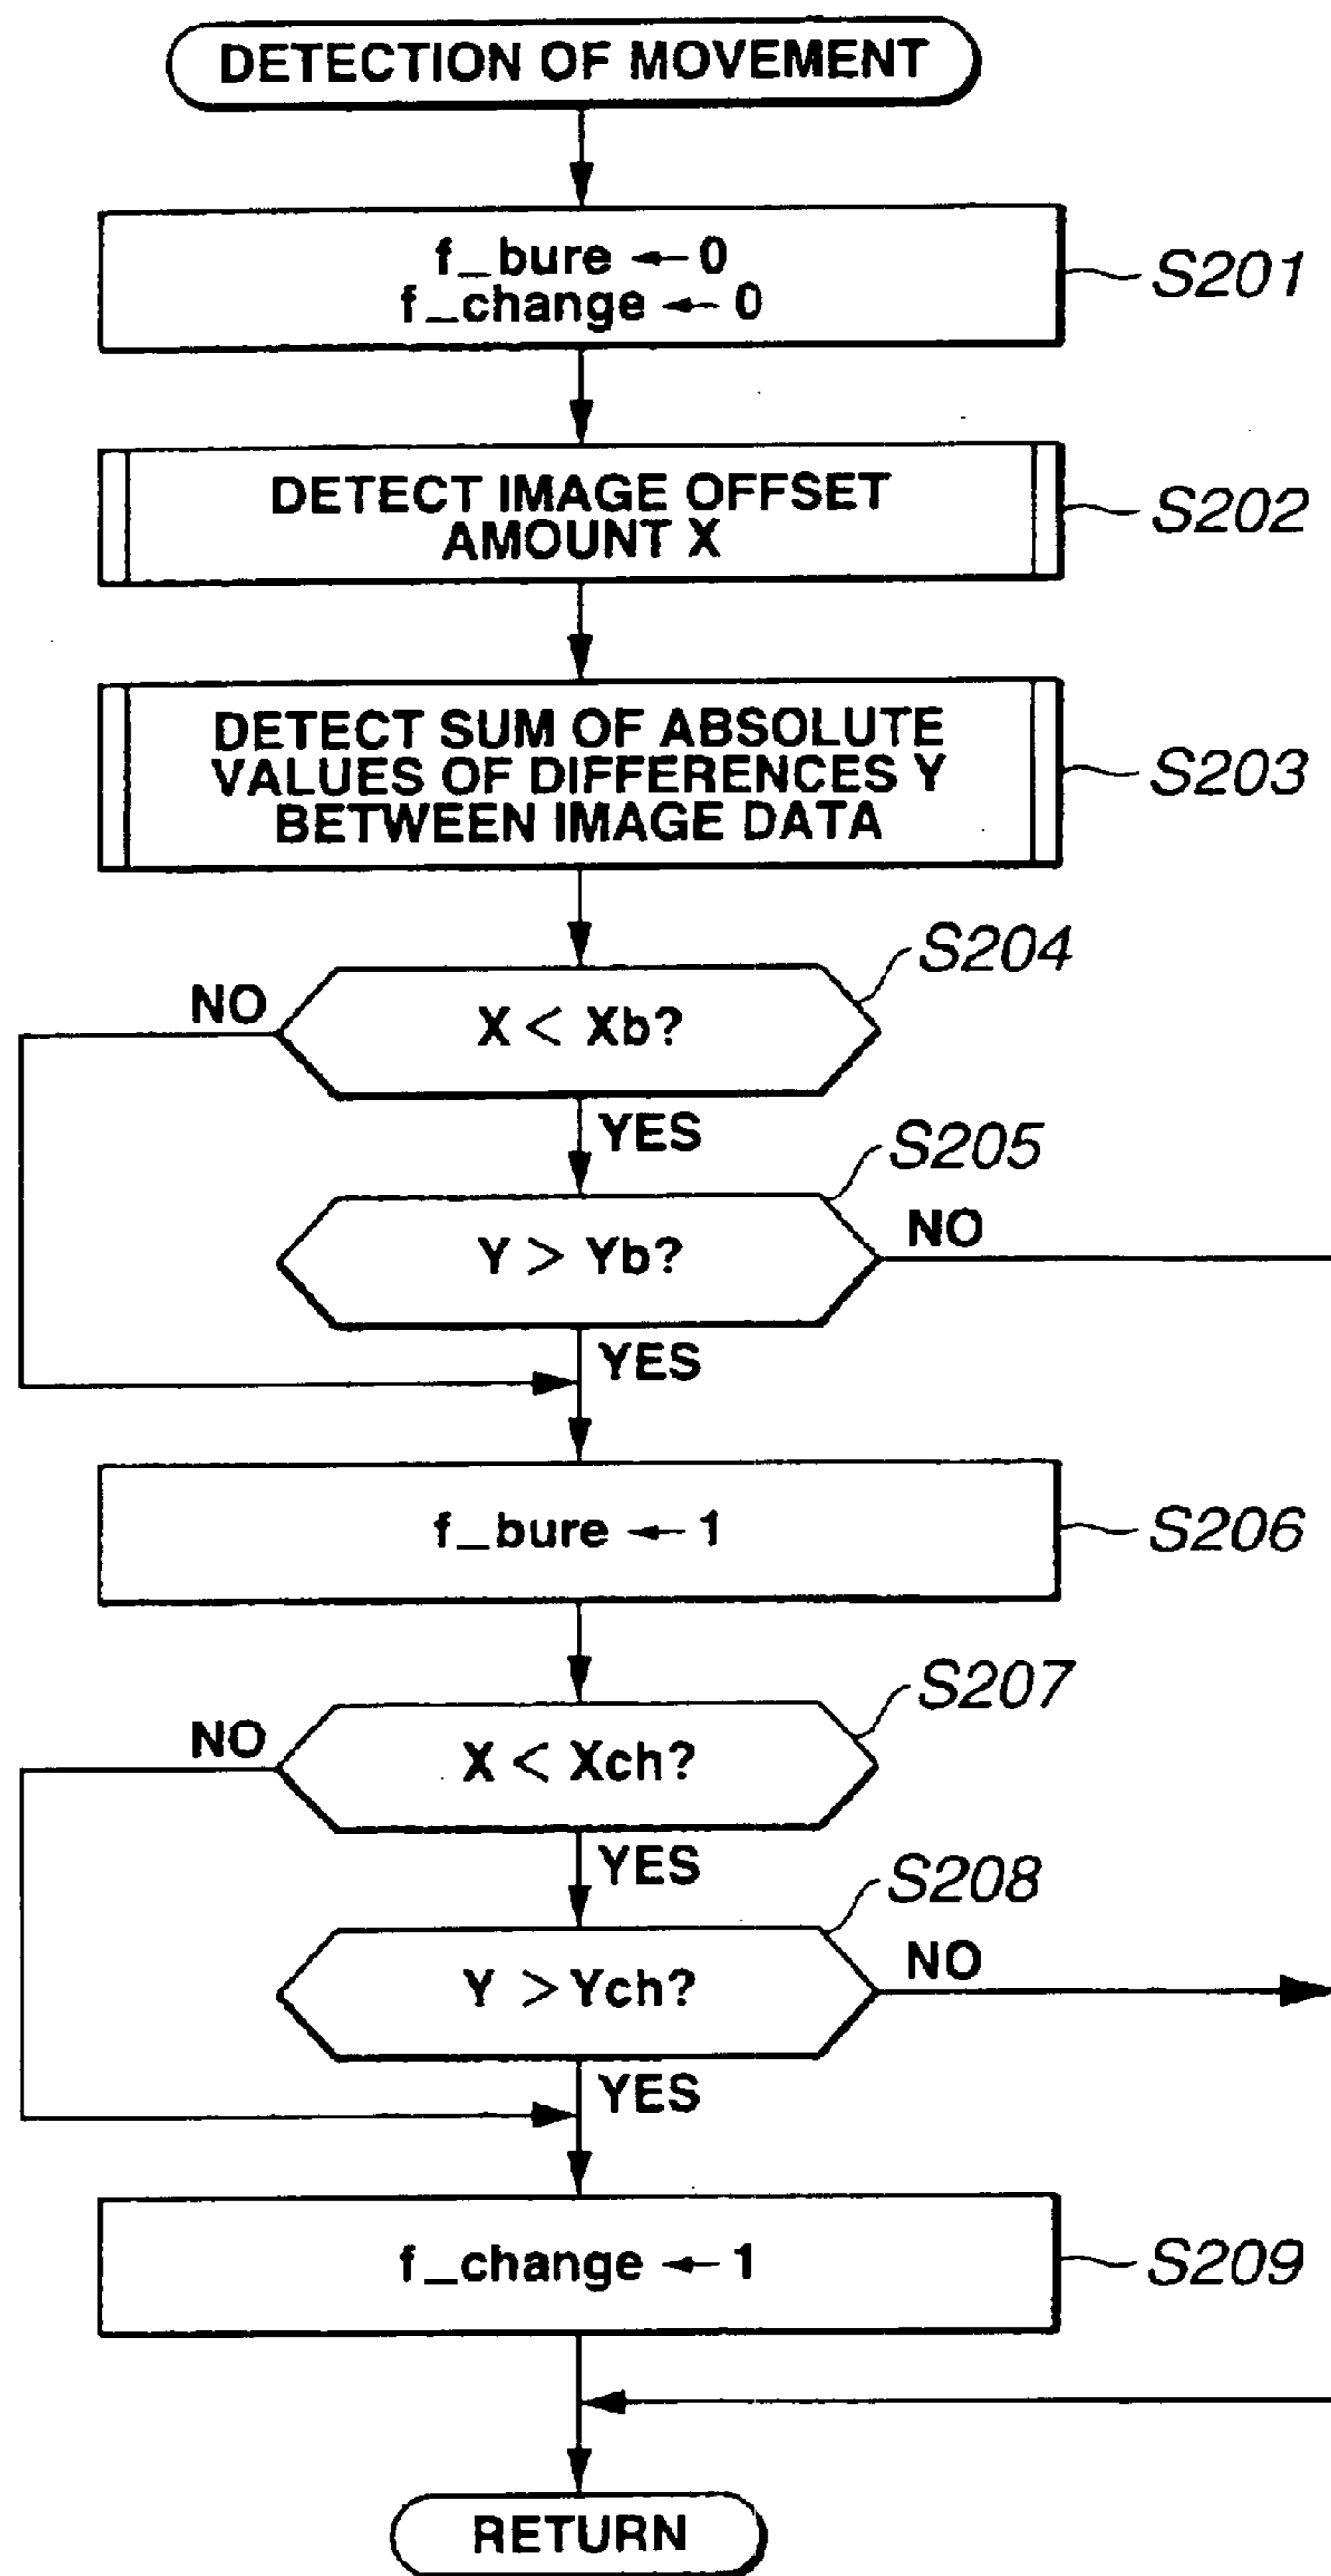 DETECTION OF MOVEMENT
f_bure ← 0
f_change ← 0
S201
DETECT IMAGE OFFSET
AMOUNT X
S202
DETECT SUM OF ABSOLUTE
VALUES OF DIFFERENCES Y
BETWEEN IMAGE DATA
S203
S204
NO
X < Xb?
YES
S205
Y > Yb?
NO
YES
f_bure ← 1
S206
S207
NO
X < Xch?
YES
S208
Y > Ych?
NO
YES
f_change ← 1
S209
RETURN